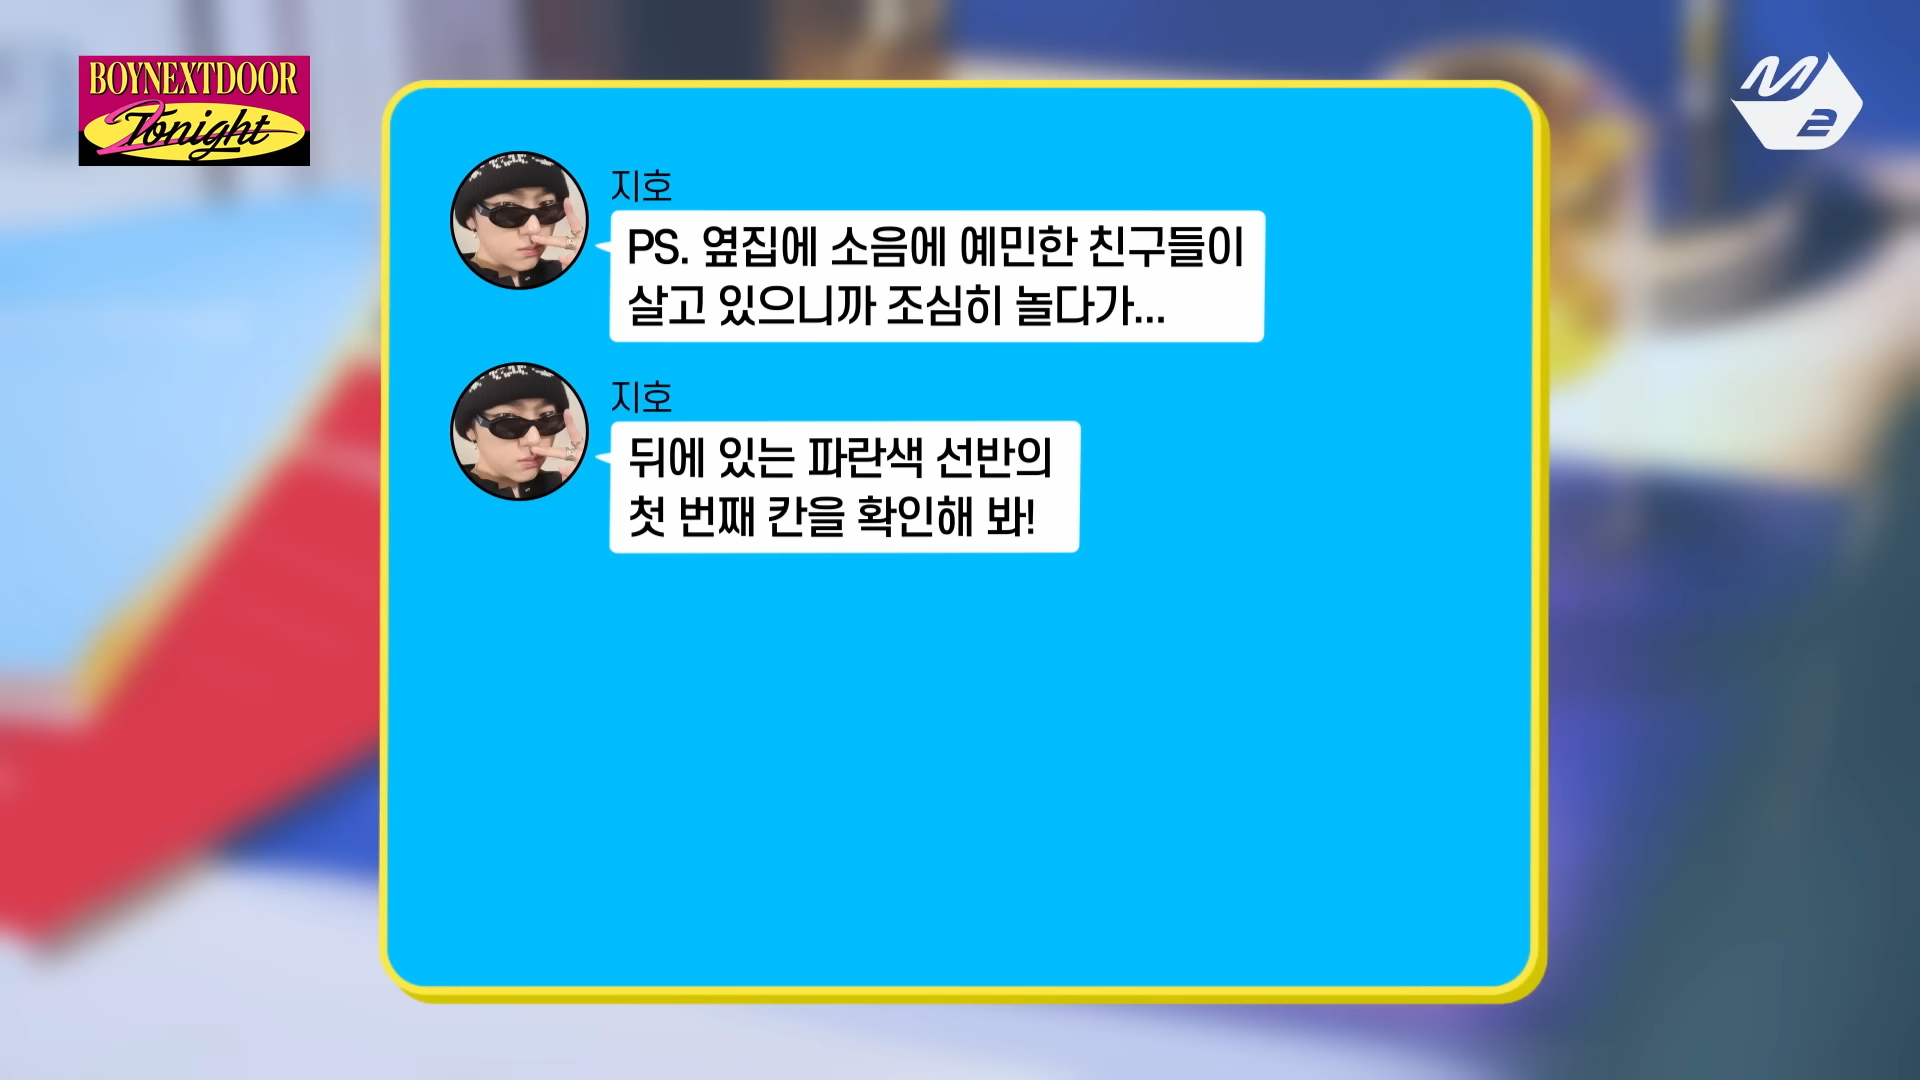 BOYNEXTDOOR
2 Tonight
M2
지호
PS. 옆집에 소음에 예민한 친구들이
살고 있으니까 조심히 놀다가...
지호
뒤에 있는 파란색 선반의
첫 번째 칸을 확인해 봐!